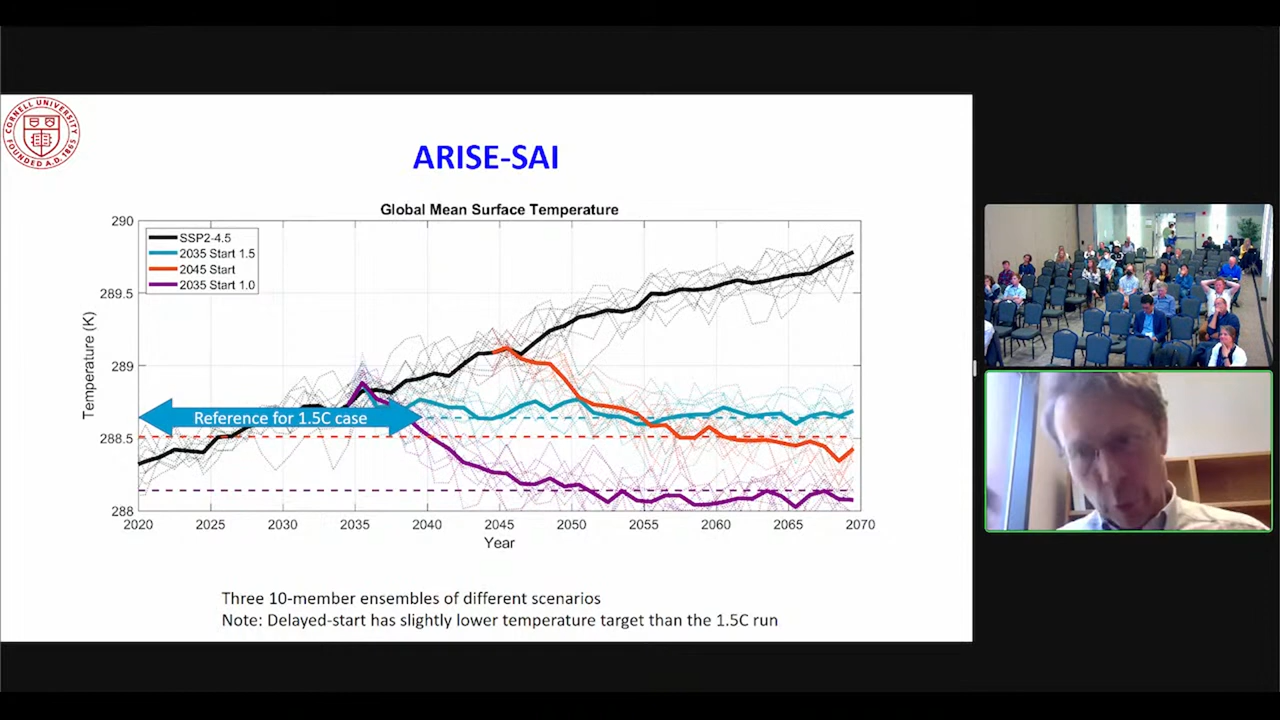 CORNELL UNIVERSITY
FOUNDED A.D. 1865
ARISE-SAI
Global Mean Surface Temperature
290
289.5
289
288.5
288
Temperature (K)
SSP2-4.5
2035 Start 1.5
2045 Start
2035 Start 1.0
Reference for 1.5C case
2020 2025 2030 2035 2040 2045 2050 2055 2060 2065 2070
Year
Three 10-member ensembles of different scenarios
Note: Delayed-start has slightly lower temperature target than the 1.5C run